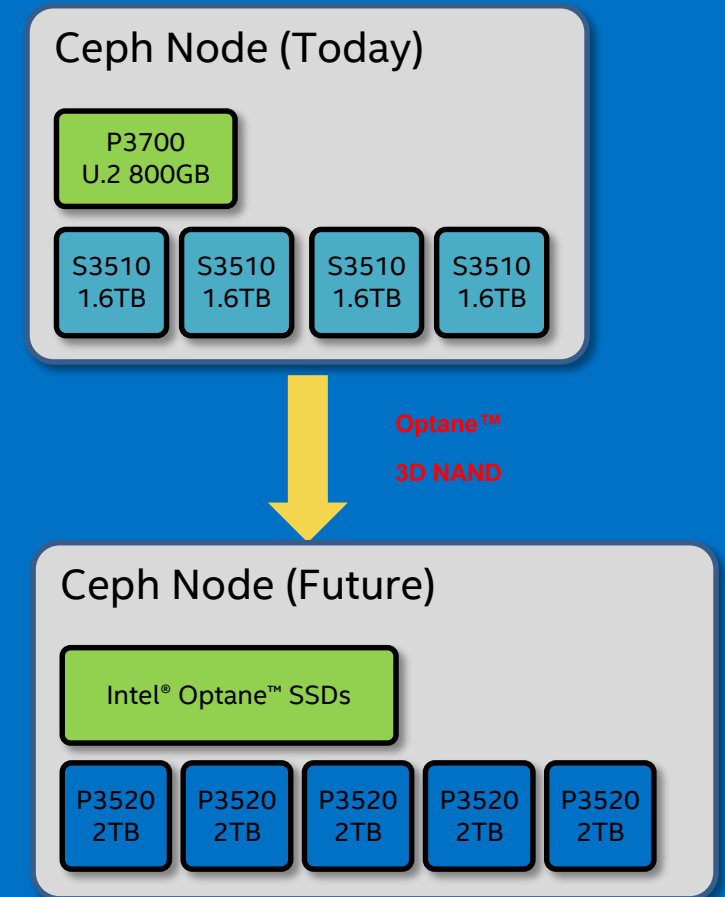 Ceph Node (Today)
P3700
U.2 800GB
S3510
1.6TB
S3510
1.6TB
S3510
1.6TB
S3510
1.6TB
Optane™
3D NAND
Ceph Node (Future)
Intel® Optane™ SSDs
P3520
2TB
P3520
2TB
P3520
2TB
P3520
2TB
P3520
2TB